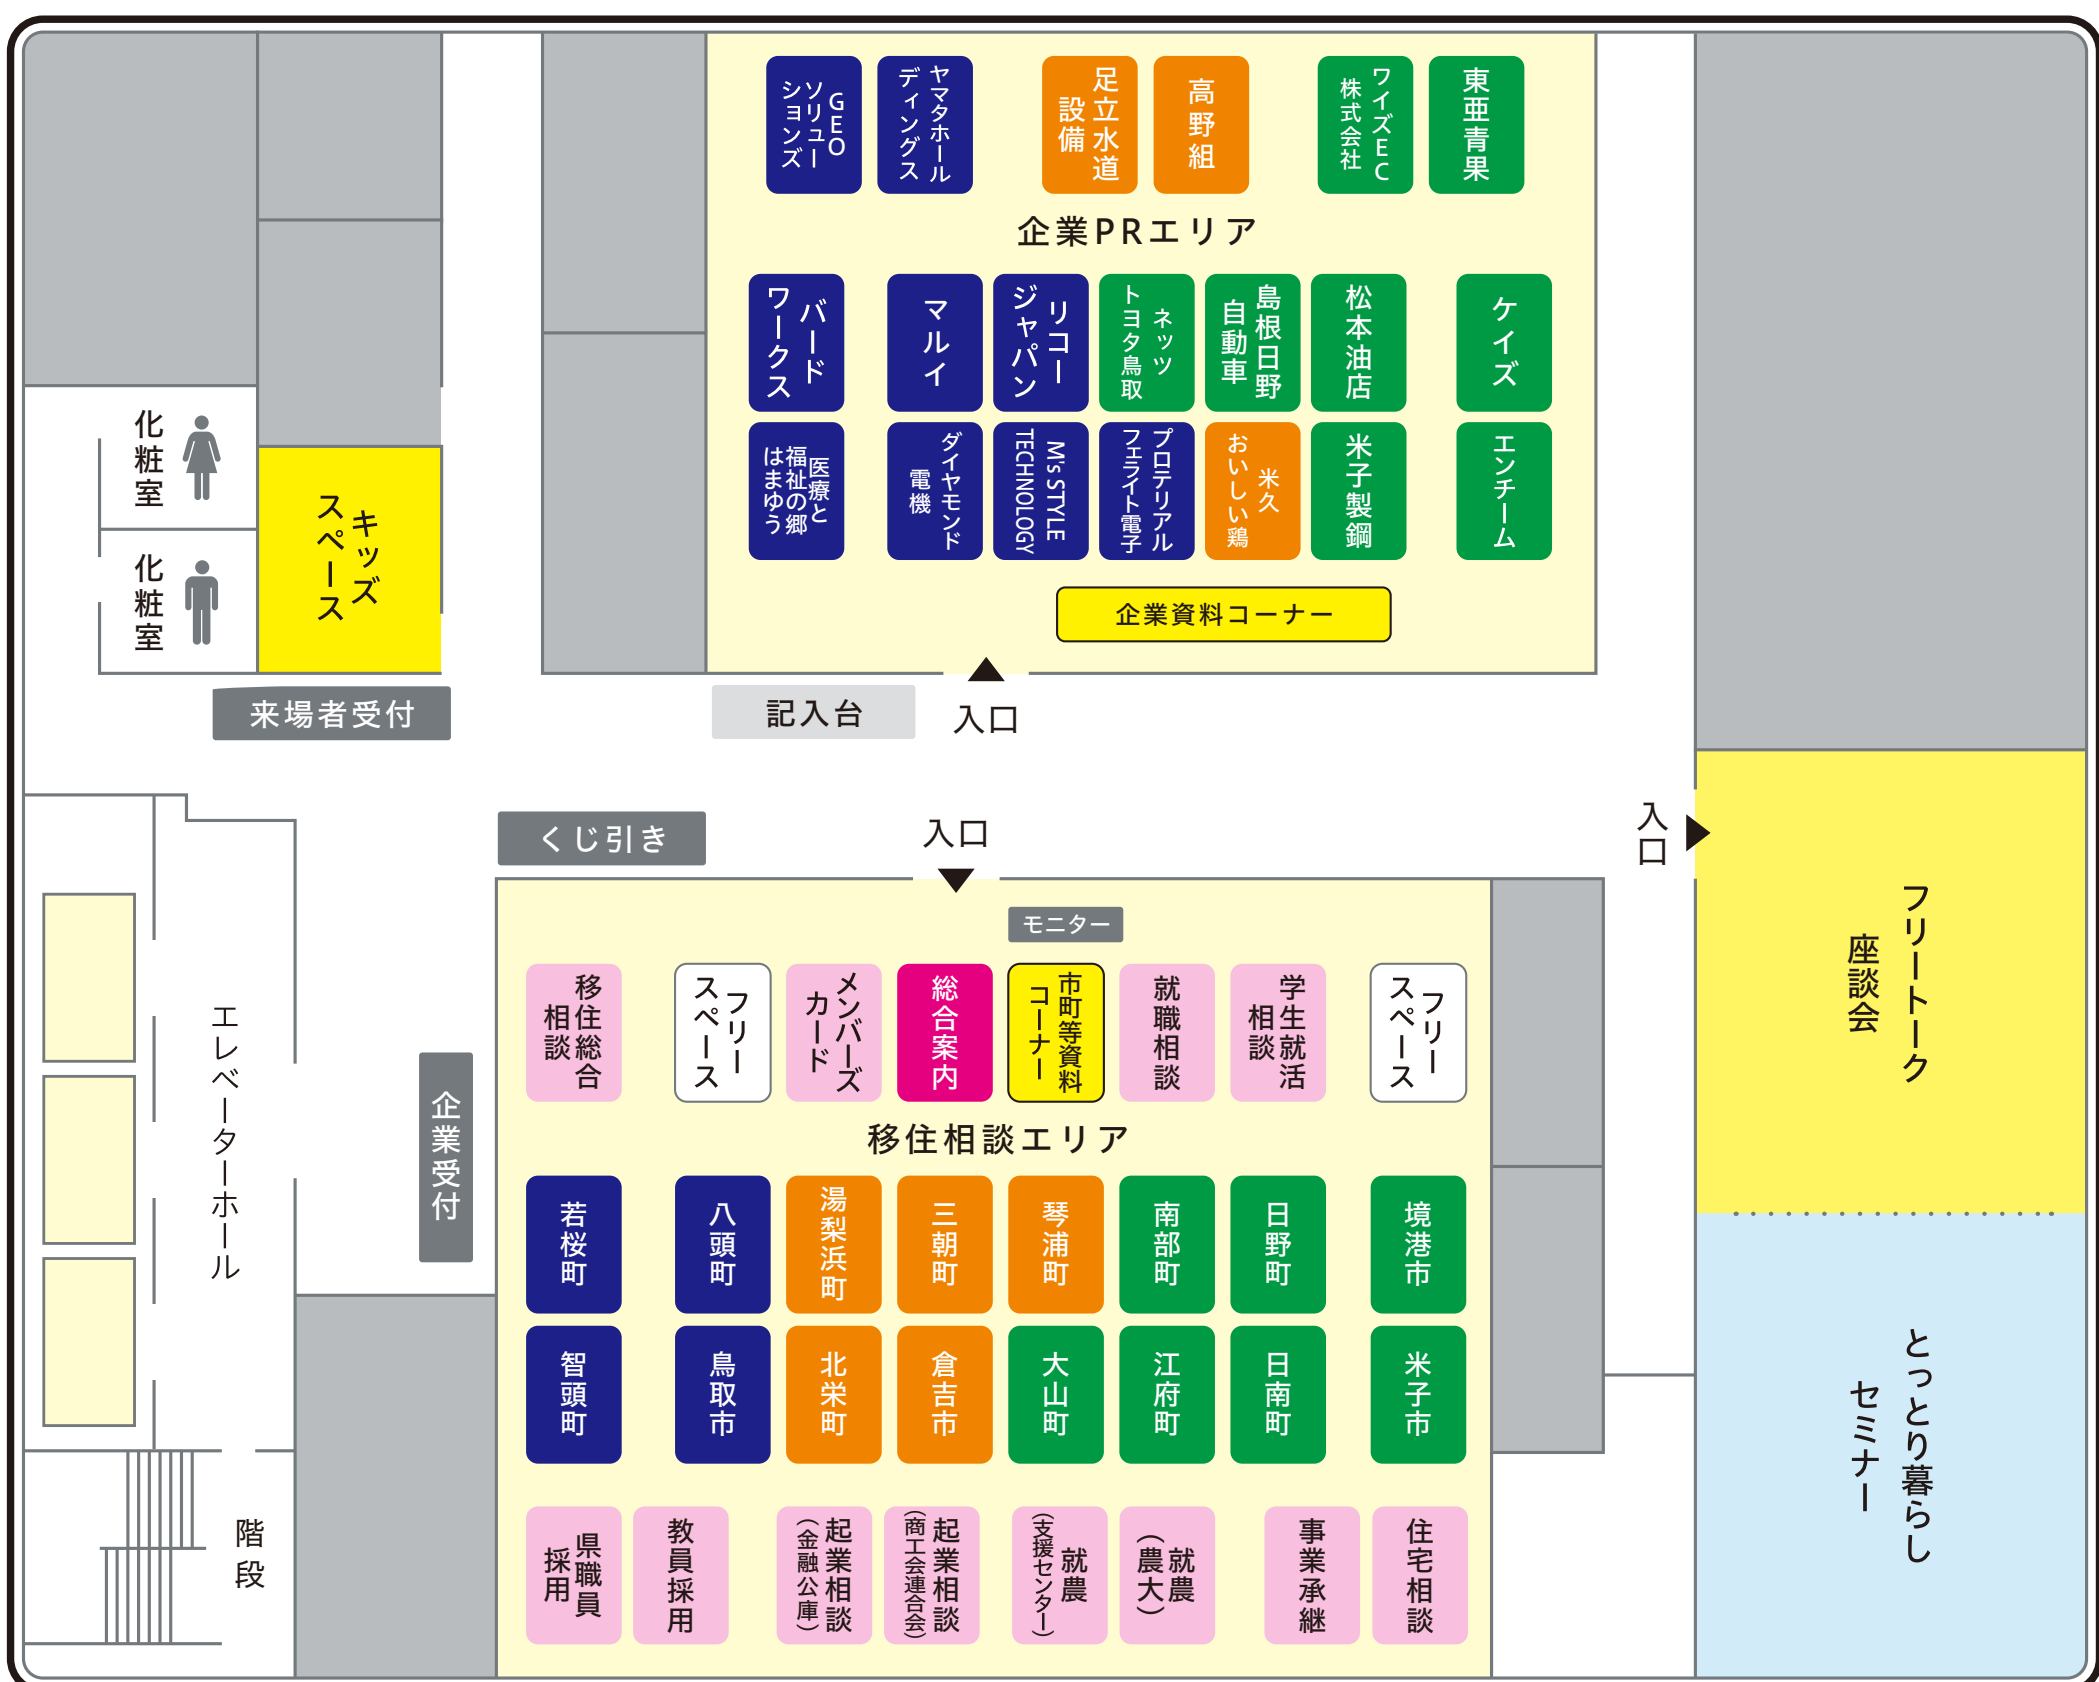 GEO
ソリュー
ションズ
ヤマタホール
ディングス
足立水道
設備
高野組
ワイズEC
株式会社
東亜青果
企業PRエリア
バード
ワークス
マルイ
リコー
ジャパン
ネッツ
トヨタ鳥取
島根日野
自動車
松本油店
ケイズ
医療と
福祉の郷
はまゆう
ダイヤモンド
電機
M's STYLE
TECHNOLOGY
プロテリアル
フェライト電子
米久
おいしい鶏
米子製鋼
エンチーム
企業資料コーナー
化粧室
化粧室
キッズ
スペース
来場者受付
記入台
入口
くじ引き
入口
入口
モニター
移住総合
相談
フリー
スペース
メンバーズ
カード
総合案内
市町等資料
コーナー
就職相談
学生就活
相談
フリー
スペース
移住相談エリア
若桜町
八頭町
湯梨浜町
三朝町
琴浦町
南部町
日野町
境港市
智頭町
鳥取市
北栄町
倉吉市
大山町
江府町
日南町
米子市
県職員
採用
教員採用
起業相談
(金融公庫)
起業相談
(商工会連合会)
就農
(支援センター)
就農
(農大)
事業承継
住宅相談
エレベーターホール
企業受付
階段
フリートーク
座談会
とっとり暮らし
セミナー